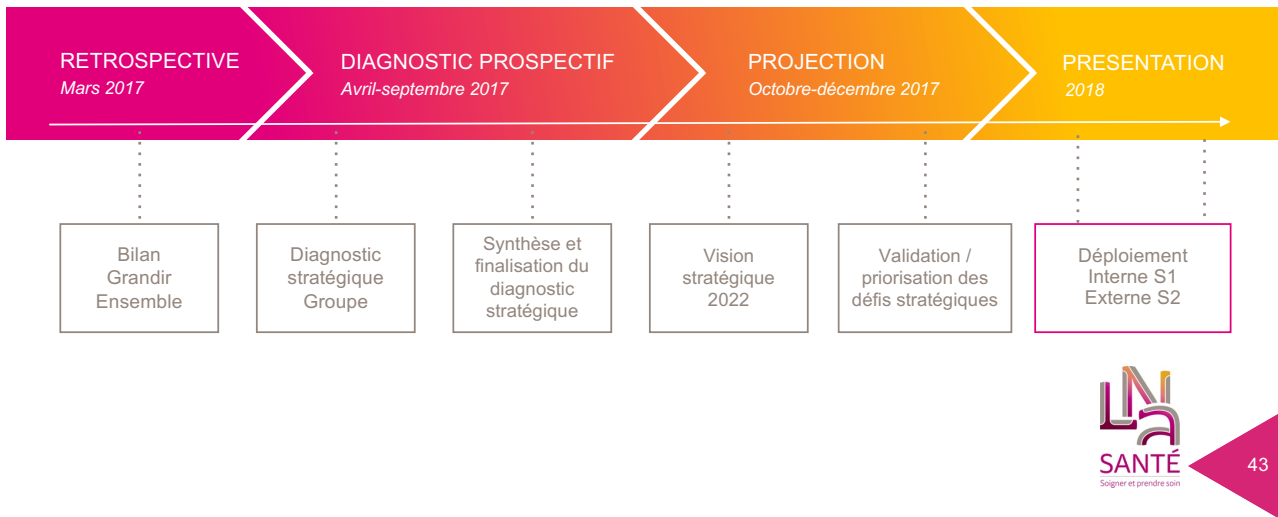 RETROSPECTIVE
Mars 2017
DIAGNOSTIC PROSPECTIF
Avril-septembre 2017
PROJECTION
Octobre-décembre 2017
PRESENTATION
2018
Bilan
Grandir
Ensemble
Diagnostic
stratégique
Groupe
Synthèse et
finalisation du
diagnostic
stratégique
Vision
stratégique
2022
Validation /
priorisation des
défis stratégiques
Déploiement
Interne S1
Externe S2
LNa
SANTÉ
Soigner et prendre soin
43